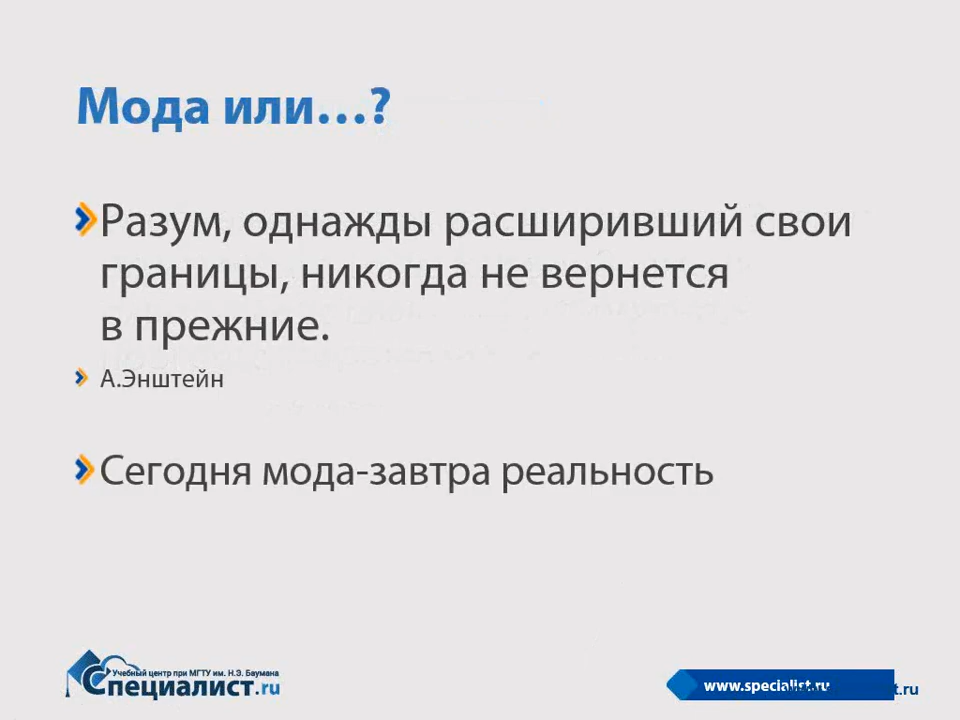 Мода или...?
Разум, однажды расширивший свои
границы, никогда не вернется
в прежние.
А.Энштейн
Сегодня мода-завтра реальность
Учебный центр при МГТУ им. Н.Э. Баумана
Специалист.ru
www.specialist.ru
t.ru